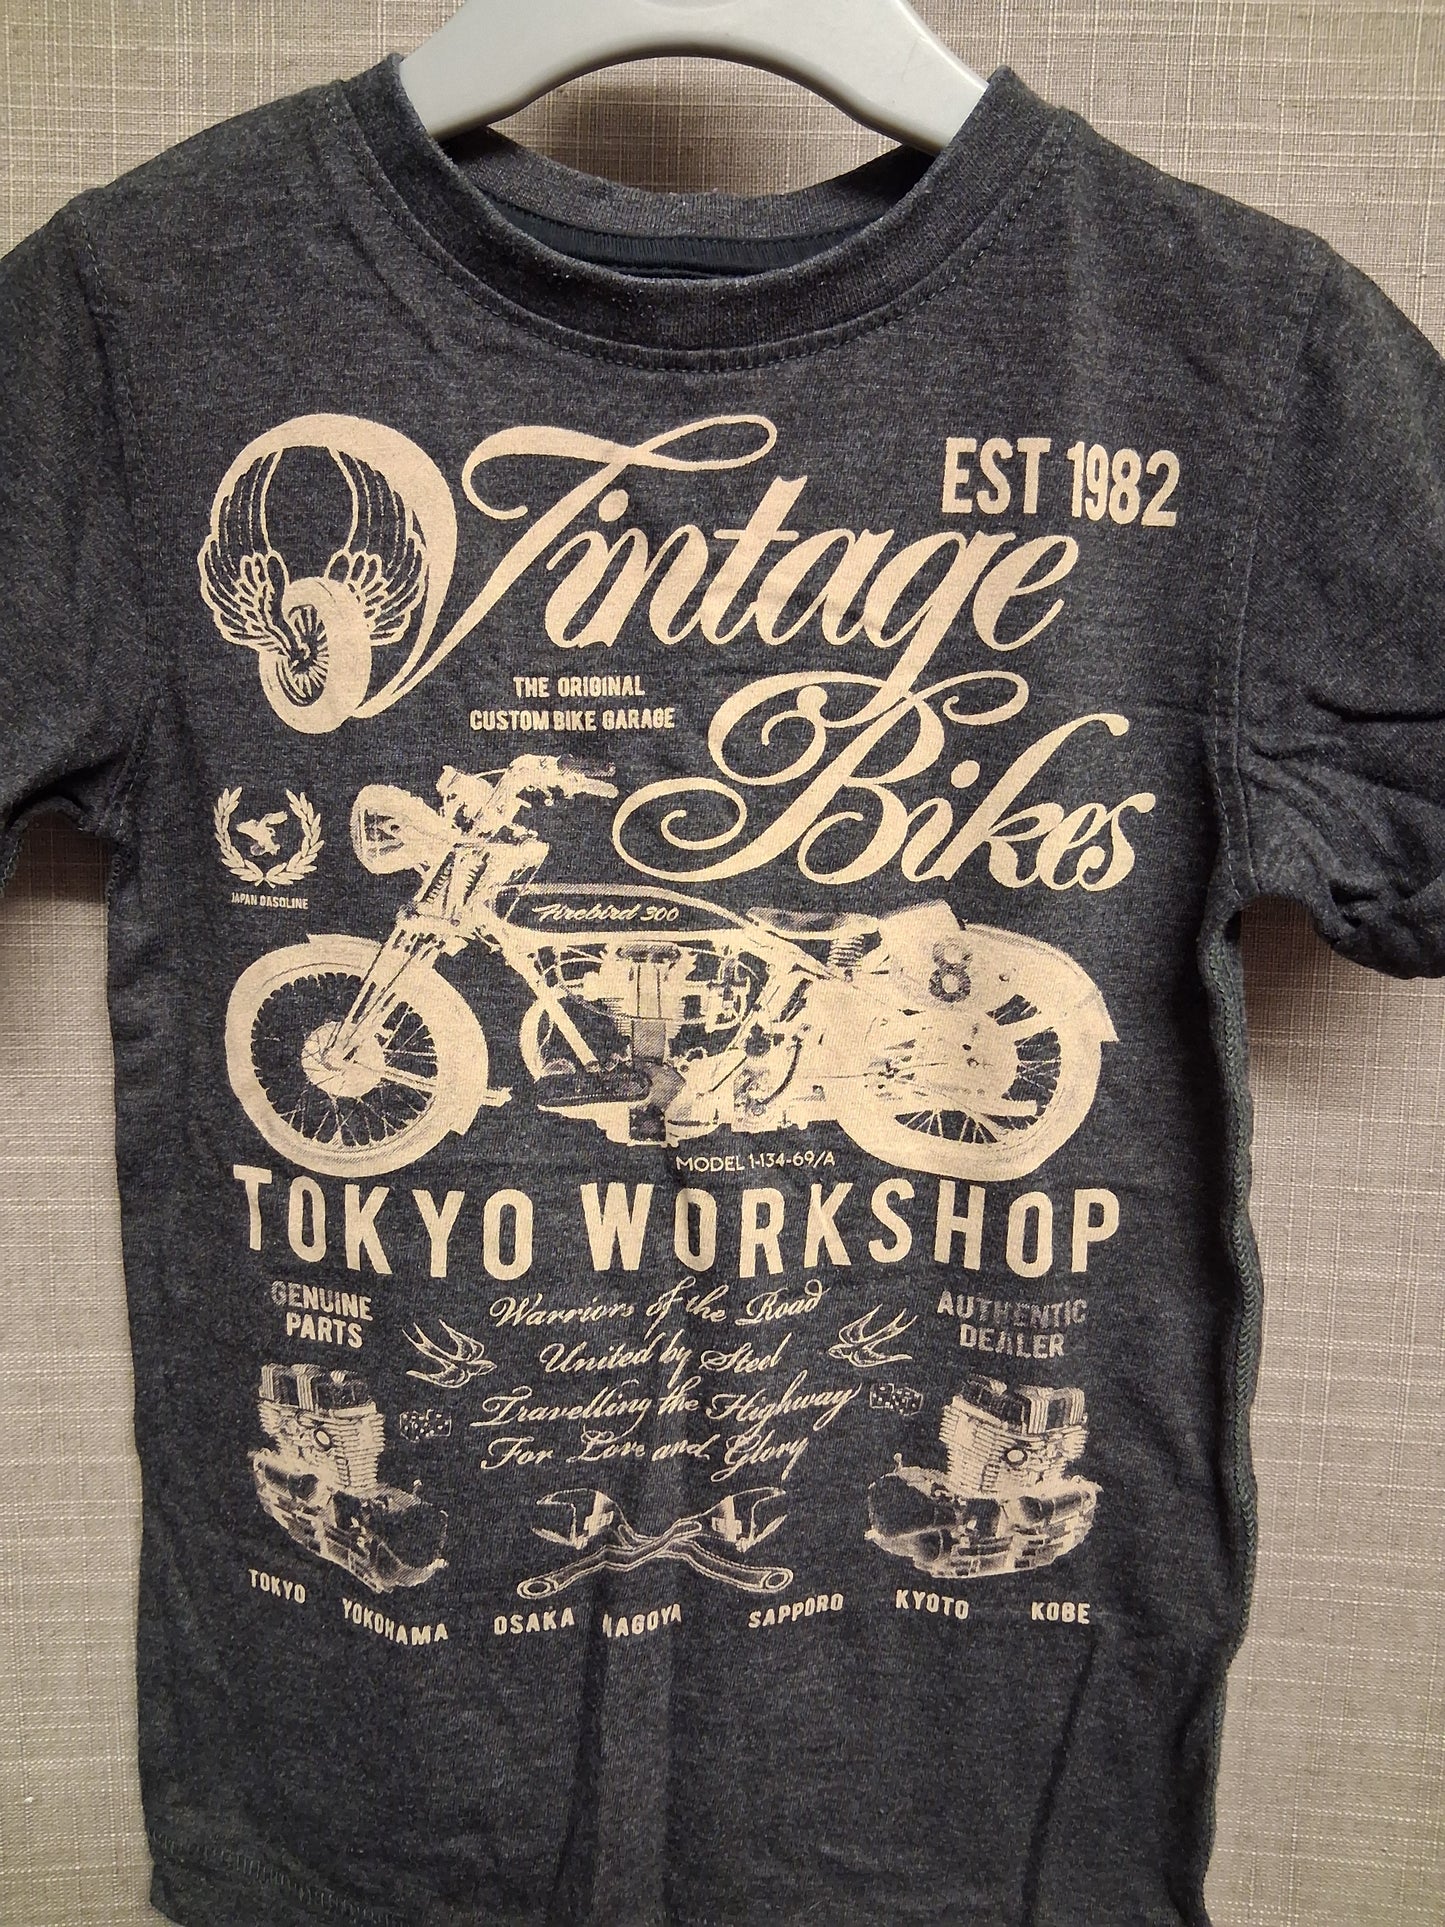 EST 1982
Vintage
Bikes
THE ORIGINAL
CUSTOM BIKE GARAGE
JAPAN GASOLINE
Firebird 300
8
MODEL 1-134-69/A
TOKYO WORKSHOP
GENUINE
PARTS
Warriors of the Road
United by Steel
Travelling the Highway
For Love and Glory
AUTHENTIC
DEALER
TOKYO YOKOHAMA OSAKA NAGOYA SAPPORO KYOTO KOBE